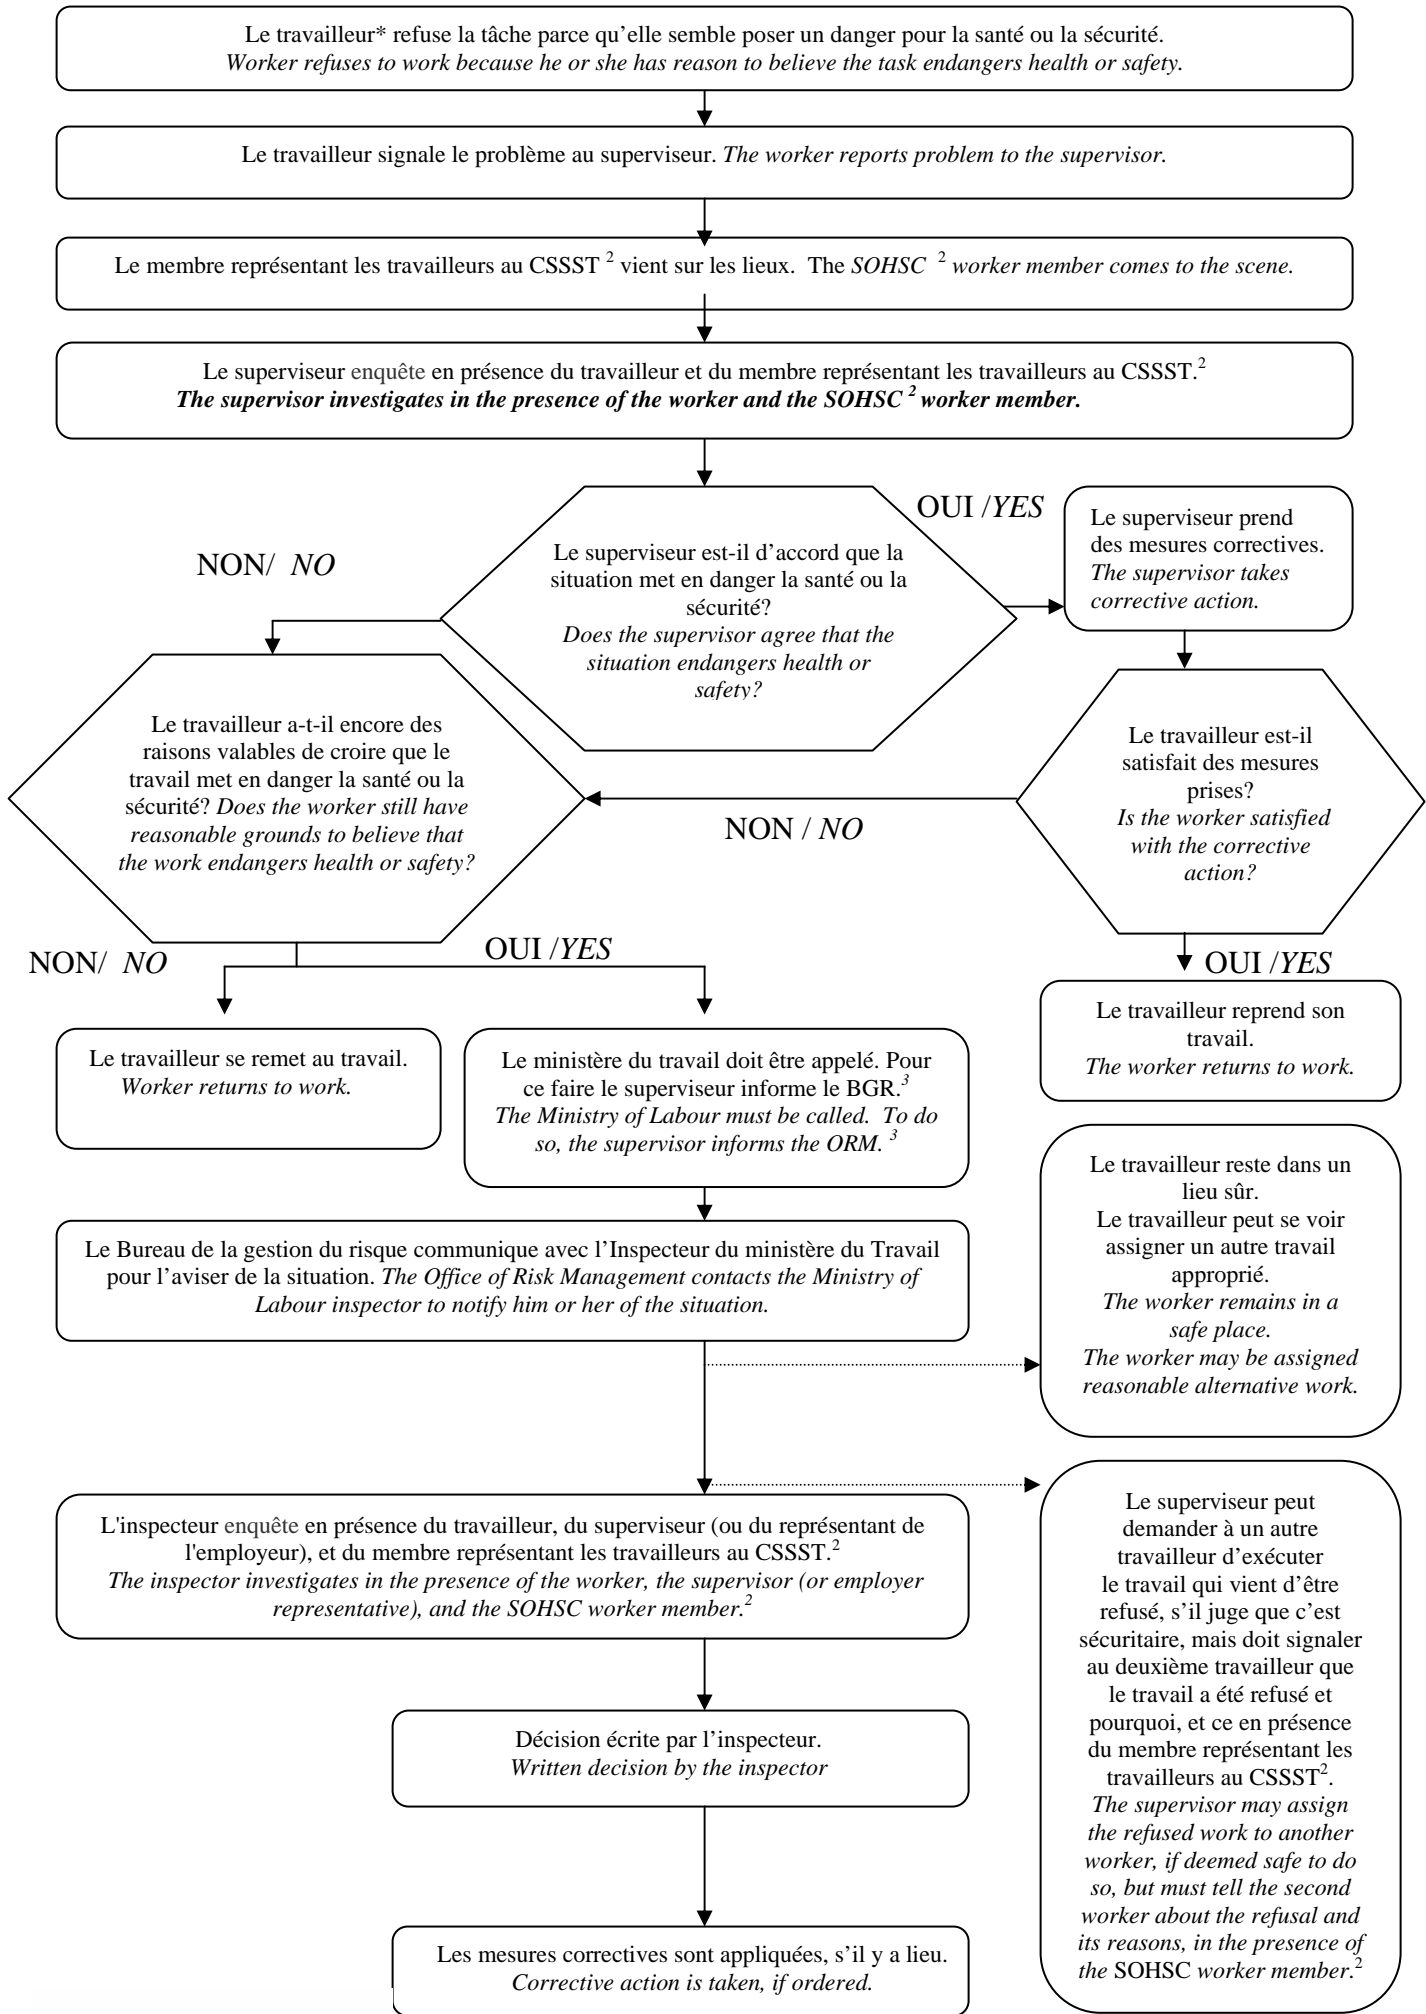 Le travailleur* refuse la tâche parce qu’elle semble poser un danger pour la santé ou la sécurité.
Worker refuses to work because he or she has reason to believe the task endangers health or safety.
Le travailleur signale le problème au superviseur. The worker reports problem to the supervisor.
Le membre représentant les travailleurs au CSSST 2 vient sur les lieux. The SOHSC 2 worker member comes to the scene.
Le superviseur enquête en présence du travailleur et du membre représentant les travailleurs au CSSST.2
The supervisor investigates in the presence of the worker and the SOHSC 2 worker member.
OUI /YES
NON/ NO
Le superviseur est-il d’accord que la
situation met en danger la santé ou la
sécurité?
Does the supervisor agree that the
situation endangers health or
safety?
Le superviseur prend
des mesures correctives.
The supervisor takes
corrective action.
Le travailleur a-t-il encore des
raisons valables de croire que le
travail met en danger la santé ou la
sécurité? Does the worker still have
reasonable grounds to believe that
the work endangers health or safety?
NON / NO
Le travailleur est-il
satisfait des mesures
prises?
Is the worker satisfied
with the corrective
action?
NON/ NO
OUI /YES
OUI /YES
Le travailleur se remet au travail.
Worker returns to work.
Le ministère du travail doit être appelé. Pour
ce faire le superviseur informe le BGR.3
The Ministry of Labour must be called. To do
so, the supervisor informs the ORM. 3
Le travailleur reprend son
travail.
The worker returns to work.
Le Bureau de la gestion du risque communique avec l’Inspecteur du ministère du Travail
pour l’aviser de la situation. The Office of Risk Management contacts the Ministry of
Labour inspector to notify him or her of the situation.
Le travailleur reste dans un
lieu sûr.
Le travailleur peut se voir
assigner un autre travail
approprié.
The worker remains in a
safe place.
The worker may be assigned
reasonable alternative work.
L'inspecteur enquête en présence du travailleur, du superviseur (ou du représentant de
l'employeur), et du membre représentant les travailleurs au CSSST.2
The inspector investigates in the presence of the worker, the supervisor (or employer
representative), and the SOHSC worker member.2
Le superviseur peut
demander à un autre
travailleur d’exécuter
le travail qui vient d’être
refusé, s’il juge que c’est
sécuritaire, mais doit signaler
au deuxième travailleur que
le travail a été refusé et
pourquoi, et ce en présence
du membre représentant les
travailleurs au CSSST2.
The supervisor may assign
the refused work to another
worker, if deemed safe to do
so, but must tell the second
worker about the refusal and
its reasons, in the presence of
the SOHSC worker member.2
Décision écrite par l’inspecteur.
Written decision by the inspector
Les mesures correctives sont appliquées, s’il y a lieu.
Corrective action is taken, if ordered.